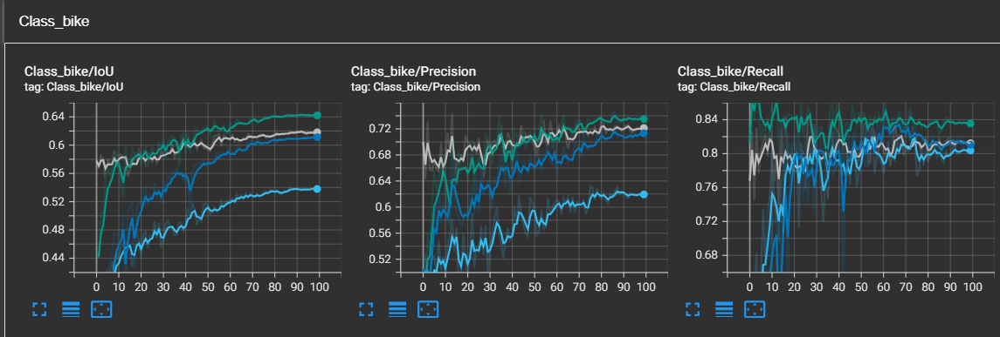 Class_bike
Class_bike/IoU
tag: Class_bike/IoU
0.64
0.6
0.56
0.52
0.48
0.44
0 10 20 30 40 50 60 70 80 90 100
Class_bike/Precision
tag: Class_bike/Precision
0.72
0.68
0.64
0.6
0.56
0.52
0 10 20 30 40 50 60 70 80 90 100
Class_bike/Recall
tag: Class_bike/Recall
0.84
0.8
0.76
0.72
0.68
0 10 20 30 40 50 60 70 80 90 100